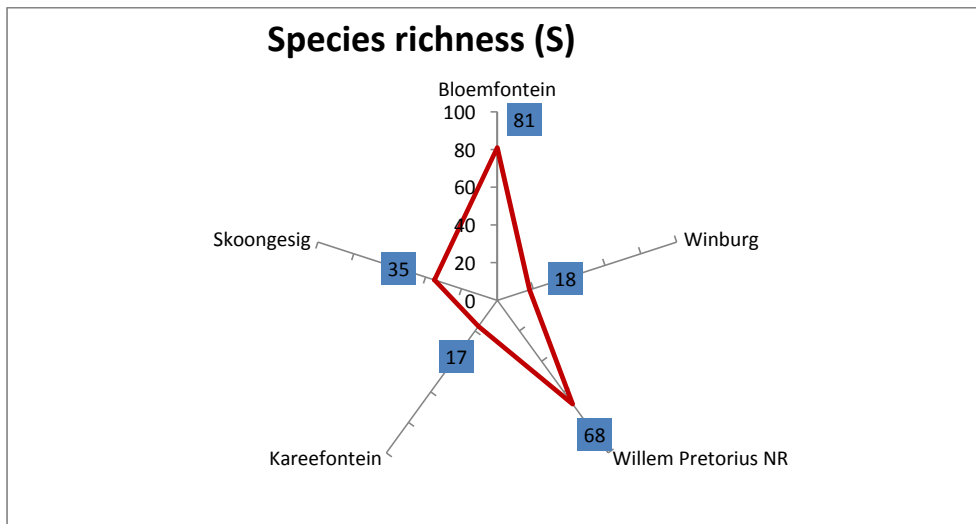 Species richness (S)
Bloemfontein
100
81
80
60
40
Skoongesig
Winburg
35
20
18
0
17
68
Kareefontein
Willem Pretorius NR